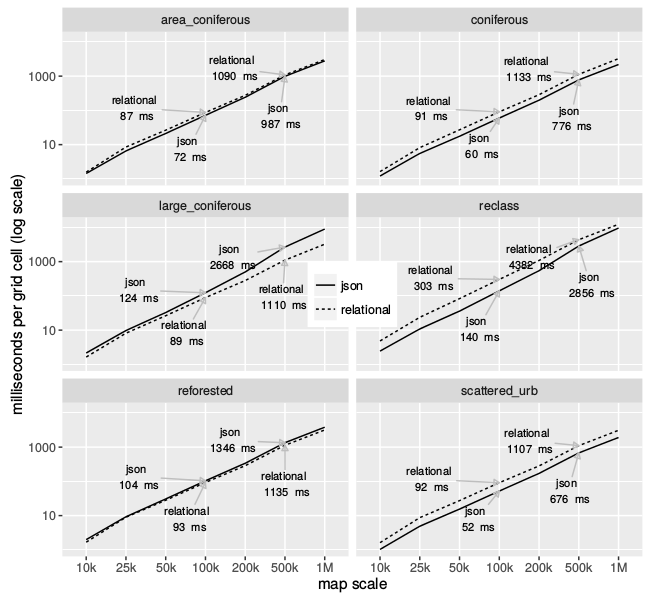 area_coniferous
coniferous
relational
1090 ms
relational
87 ms
json
987 ms
json
72 ms
relational
1133 ms
relational
91 ms
json
776 ms
json
60 ms
1000
10
large_coniferous
reclass
json
2668 ms
json
124 ms
relational
1110 ms
relational
89 ms
relational
4382 ms
relational
303 ms
json
2856 ms
json
140 ms
1000
10
json
relational
reforested
scattered_urb
json
1346 ms
json
104 ms
relational
1135 ms
relational
93 ms
relational
1107 ms
relational
92 ms
json
676 ms
json
52 ms
1000
10
10k 25k 50k 100k 200k 500k 1M
10k 25k 50k 100k 200k 500k 1M
map scale
milliseconds per grid cell (log scale)